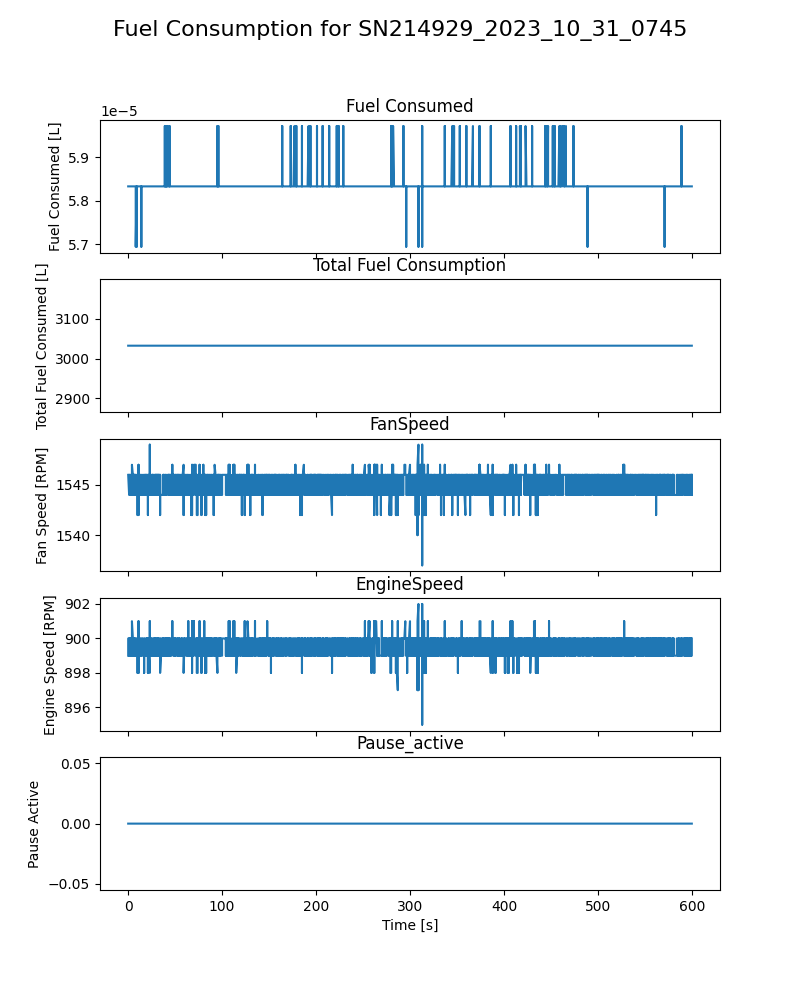 Fuel Consumption for SN214929_2023_10_31_0745
1e−5
Fuel Consumed
Fuel Consumed [L]
5.9
5.8
5.7
Total Fuel Consumption
Total Fuel Consumed [L]
3100
3000
2900
FanSpeed
Fan Speed [RPM]
1545
1540
EngineSpeed
Engine Speed [RPM]
902
900
898
896
Pause_active
Pause Active
0.05
0.00
−0.05
0 100 200 300 400 500 600
Time [s]